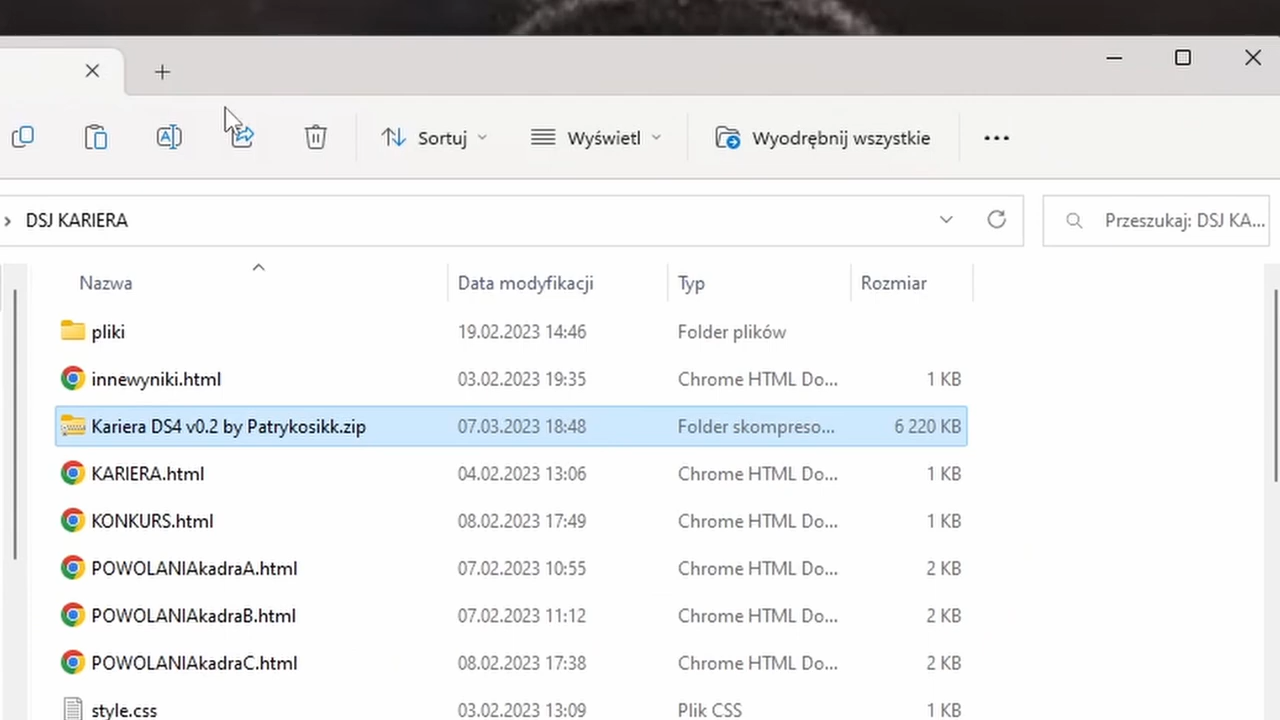 Sortuj Wyświetl Wyodrębnij wszystkie
DSJ KARIERA Przeszukaj: DSJ KA...
Nazwa Data modyfikacji Typ Rozmiar
pliki 19.02.2023 14:46 Folder plików
innewyniki.html 03.02.2023 19:35 Chrome HTML Do... 1 KB
Kariera DS4 v0.2 by Patrykosikk.zip 07.03.2023 18:48 Folder skompreso... 6 220 KB
KARIERA.html 04.02.2023 13:06 Chrome HTML Do... 1 KB
KONKURS.html 08.02.2023 17:49 Chrome HTML Do... 1 KB
POWOLANIAkadraA.html 07.02.2023 10:55 Chrome HTML Do... 2 KB
POWOLANIAkadraB.html 07.02.2023 11:12 Chrome HTML Do... 2 KB
POWOLANIAkadraC.html 08.02.2023 17:38 Chrome HTML Do... 2 KB
style.css 03.02.2023 13:09 Plik CSS 1 KB